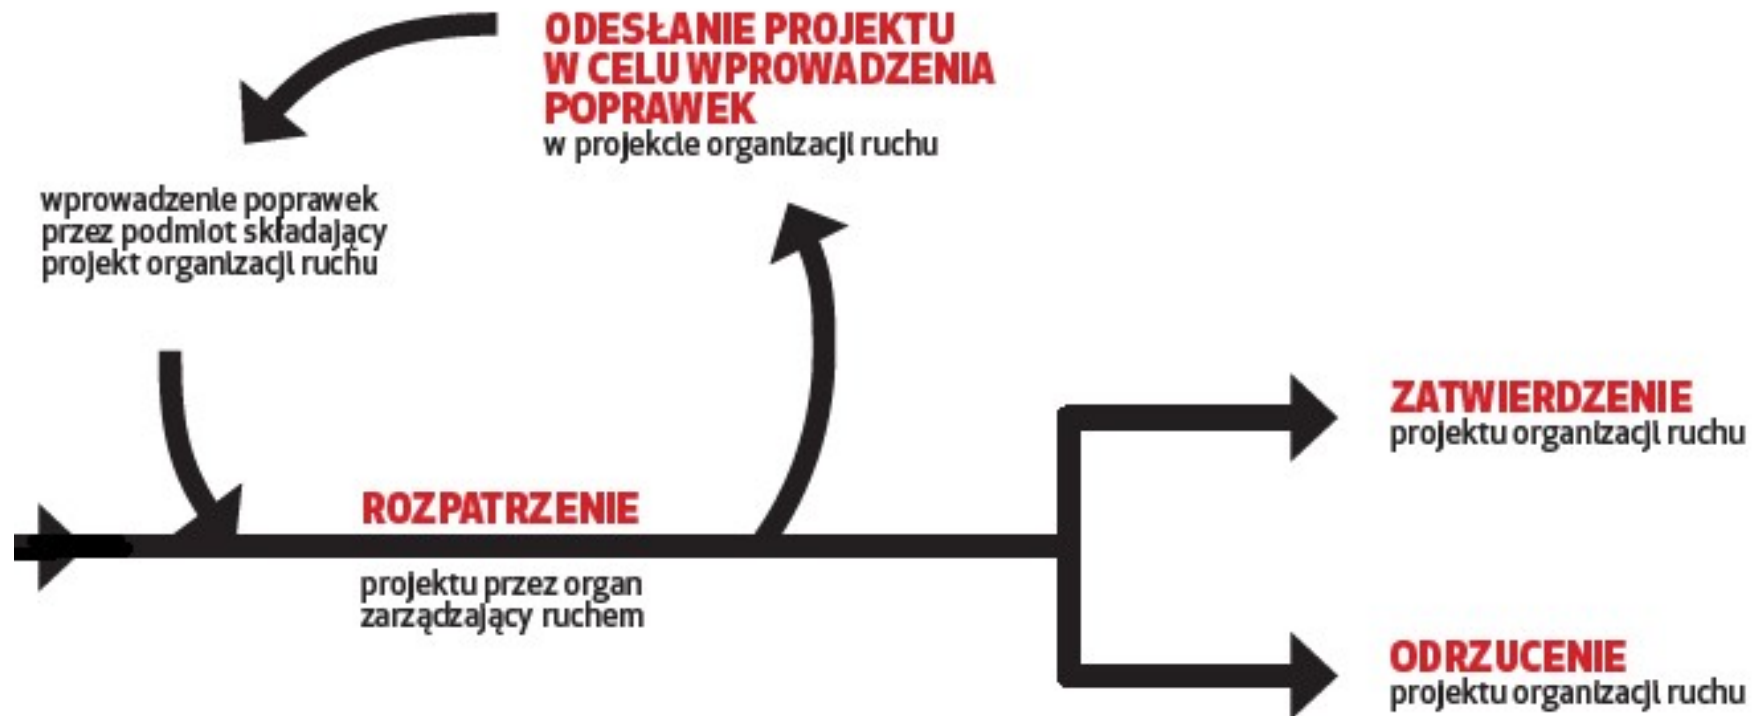 ODESŁANIE PROJEKTU
W CELU WPROWADZENIA
POPRAWEK
w projekcie organizacji ruchu
wprowadzenie poprawek
przez podmiot składający
projekt organizacji ruchu
ROZPATRZENIE
projektu przez organ
zarządzający ruchem
ZATWIERDZENIE
projektu organizacji ruchu
ODRZUCENIE
projektu organizacji ruchu